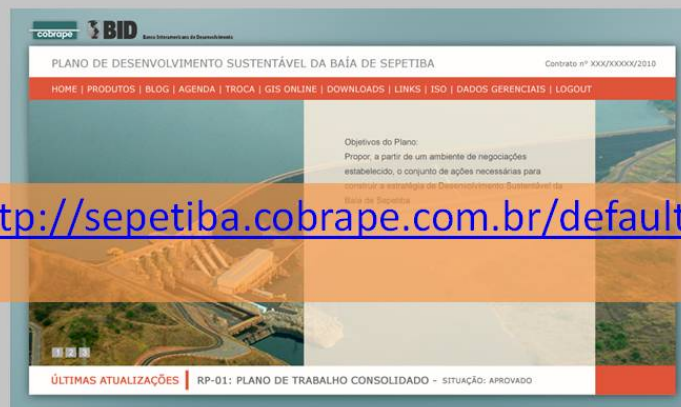 cobrape BID Banco Interamericano de Desenvolvimento
PLANO DE DESENVOLVIMENTO SUSTENTÁVEL DA BAÍA DE SEPETIBA Contrato nº XXX/XXXXX/2010
HOME | PRODUTOS | BLOG | AGENDA | TROCA | GIS ONLINE | DOWNLOADS | LINKS | ISO | DADOS GERENCIAIS | LOGOUT
Objetivos do Plano:
Propor, a partir de um ambiente de negociações
estabelecido, o conjunto de ações necessárias para
construir a estratégia de Desenvolvimento Sustentável da
Baía de Sepetiba
tp://sepetiba.cobrape.com.br/default
1 2 3
ÚLTIMAS ATUALIZAÇÕES | RP-01: PLANO DE TRABALHO CONSOLIDADO - SITUAÇÃO: APROVADO